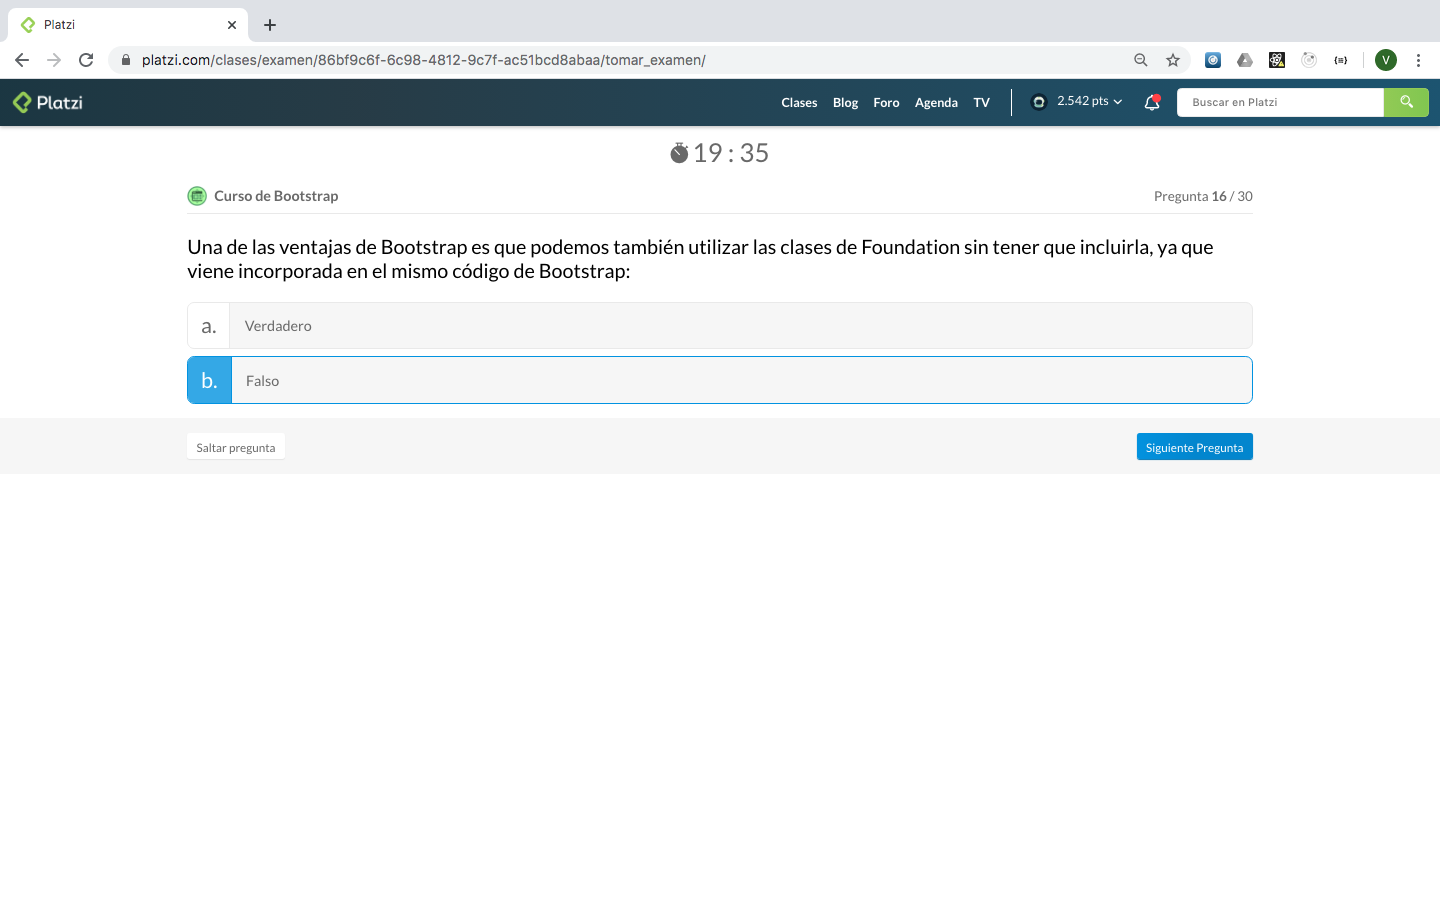 Platzi
platzi.com/clases/examen/86bf9c6f-6c98-4812-9c7f-ac51bcd8abaa/tomar_examen/
V
Platzi
Clases Blog Foro Agenda TV 2.542 pts Buscar en Platzi
19 : 35
Curso de Bootstrap Pregunta 16 / 30
Una de las ventajas de Bootstrap es que podemos también utilizar las clases de Foundation sin tener que incluirla, ya que
viene incorporada en el mismo código de Bootstrap:
a. Verdadero
b. Falso
Saltar pregunta Siguiente Pregunta